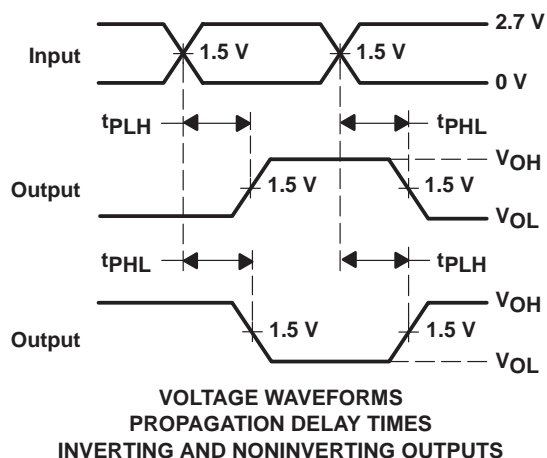 2.7 V
Input
1.5 V
1.5 V
0 V
tPLH
tPHL
VOH
Output
1.5 V
1.5 V
VOL
tPHL
tPLH
VOH
Output
1.5 V
1.5 V
VOL
VOLTAGE WAVEFORMS
PROPAGATION DELAY TIMES
INVERTING AND NONINVERTING OUTPUTS